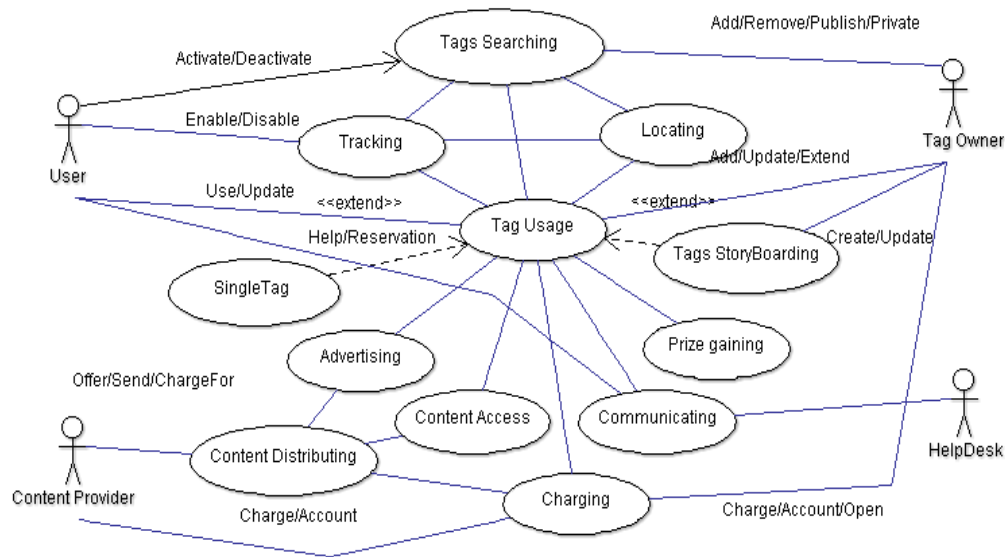 Add/Remove/Publish/Private
Tags Searching
Activate/Deactivate
Enable/Disable
Tracking
Locating
User
Tag Owner
Add/Update/Extend
Use/Update
<<extend>>
<<extend>>
Tag Usage
Help/Reservation
Create/Update
Tags StoryBoarding
SingleTag
Prize gaining
Advertising
Offer/Send/ChargeFor
Content Access
Communicating
HelpDesk
Content Distributing
Content Provider
Charging
Charge/Account
Charge/Account/Open